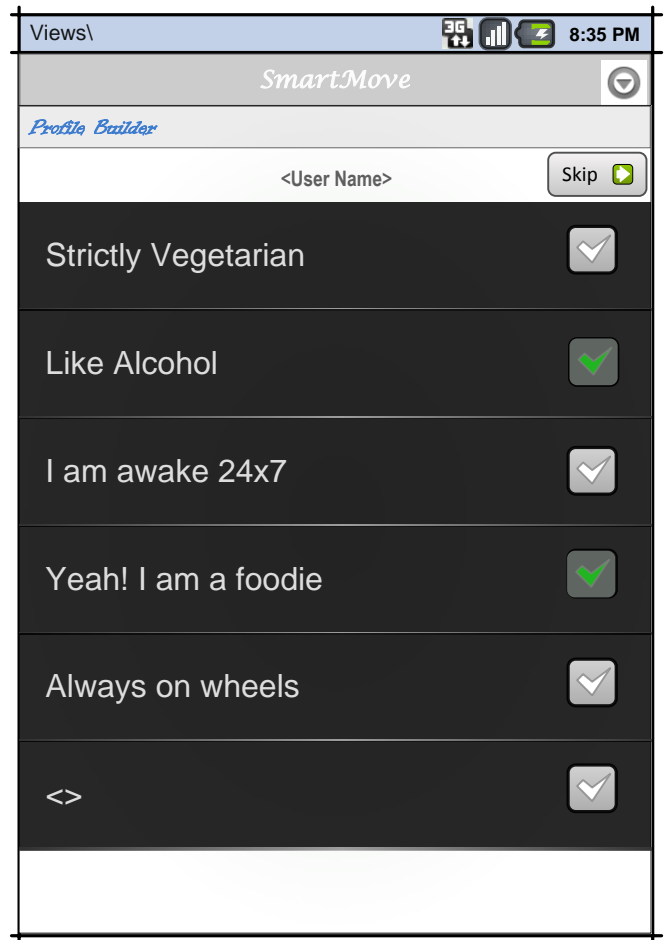 Views\
3G
8:35 PM
SmartMove
Profile Builder
<User Name>
Skip
Strictly Vegetarian
Like Alcohol
I am awake 24x7
Yeah! I am a foodie
Always on wheels
<>